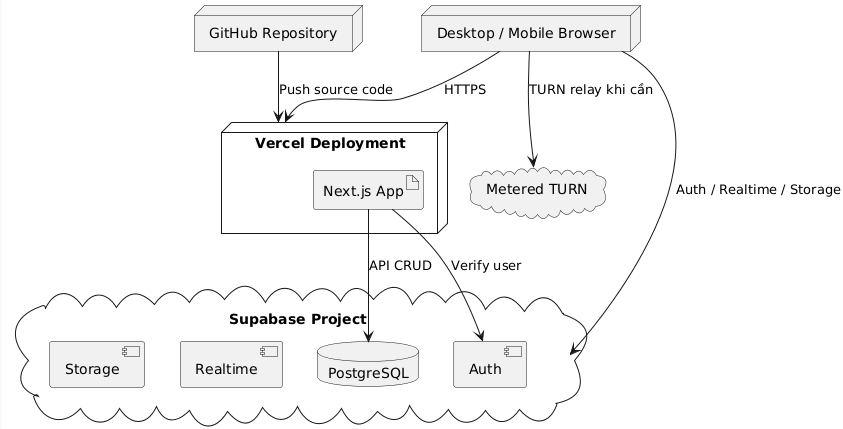 GitHub Repository
Desktop / Mobile Browser
Push source code
HTTPS
TURN relay khi cần
Vercel Deployment
Next.js App
Metered TURN
Auth / Realtime / Storage
API CRUD
Verify user
Supabase Project
Storage
Realtime
PostgreSQL
Auth